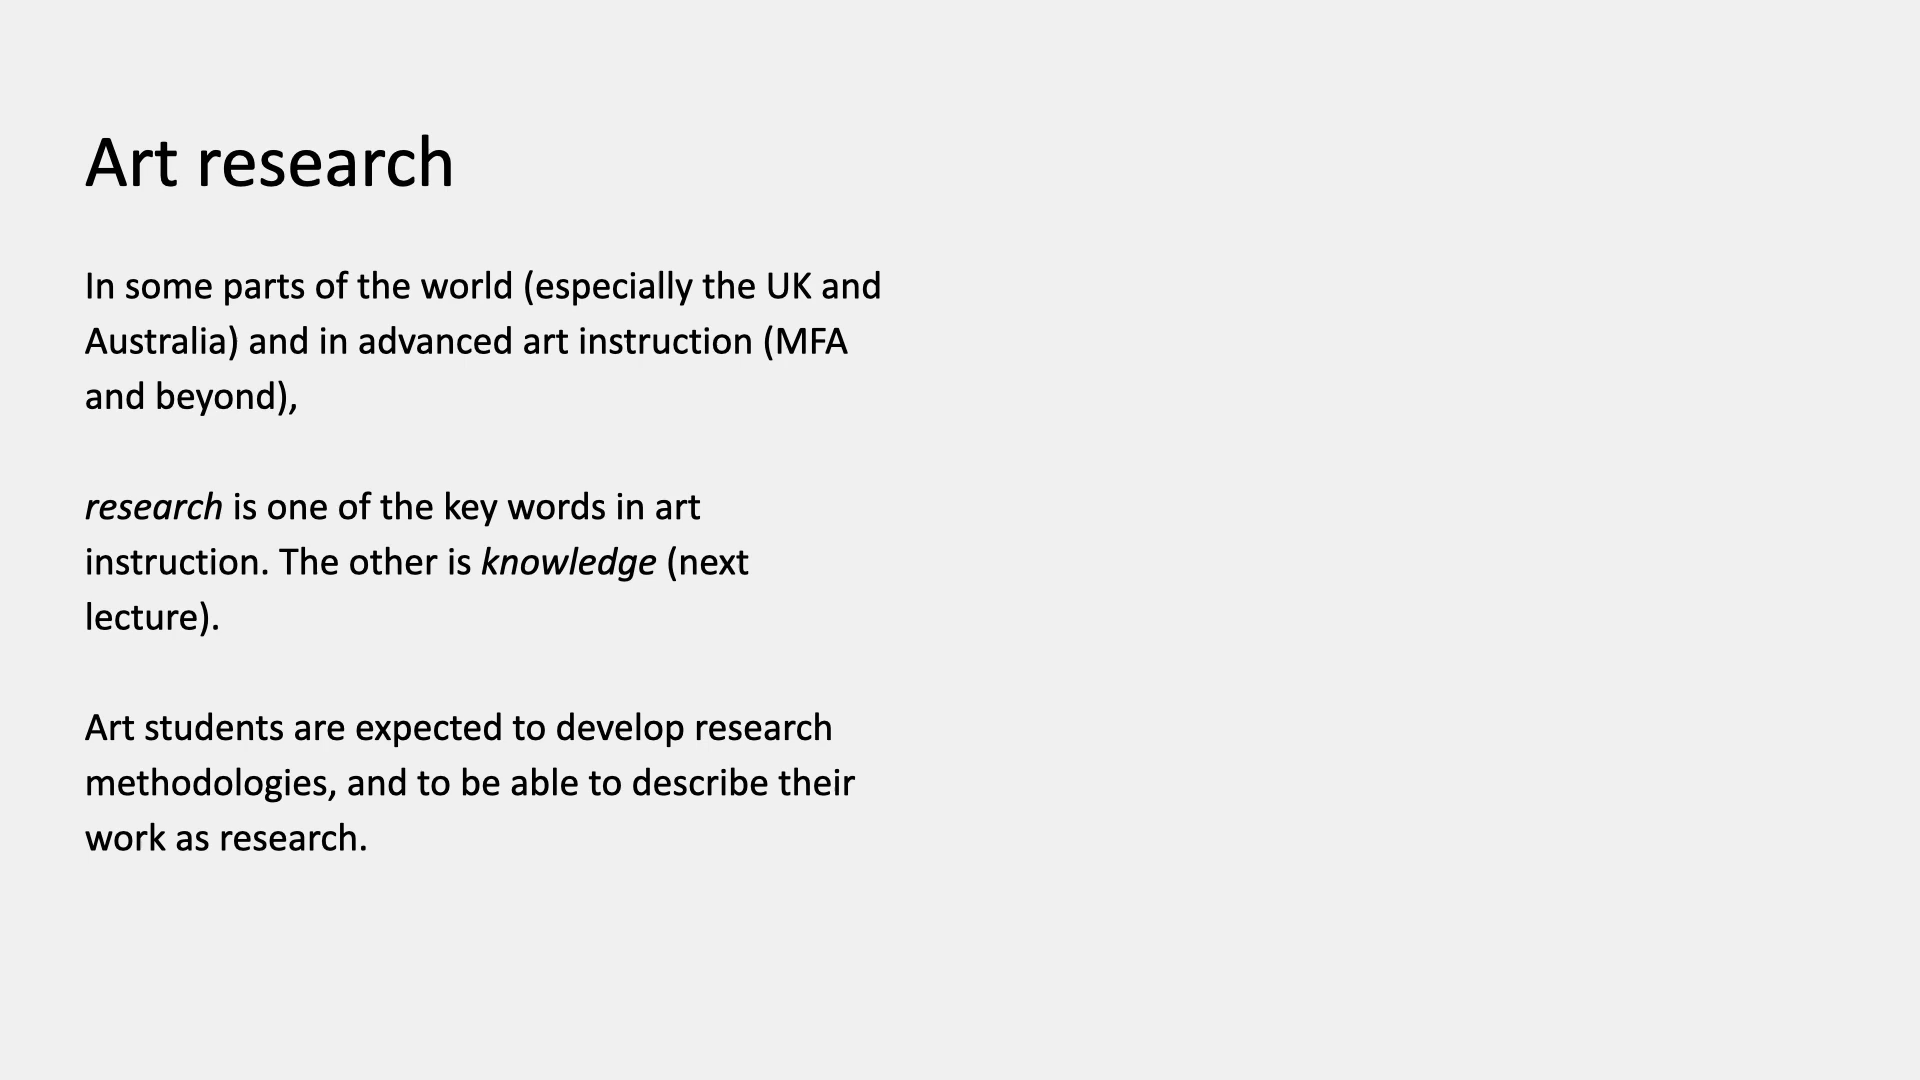 Art research
In some parts of the world (especially the UK and
Australia) and in advanced art instruction (MFA
and beyond),
research is one of the key words in art
instruction. The other is knowledge (next
lecture).
Art students are expected to develop research
methodologies, and to be able to describe their
work as research.